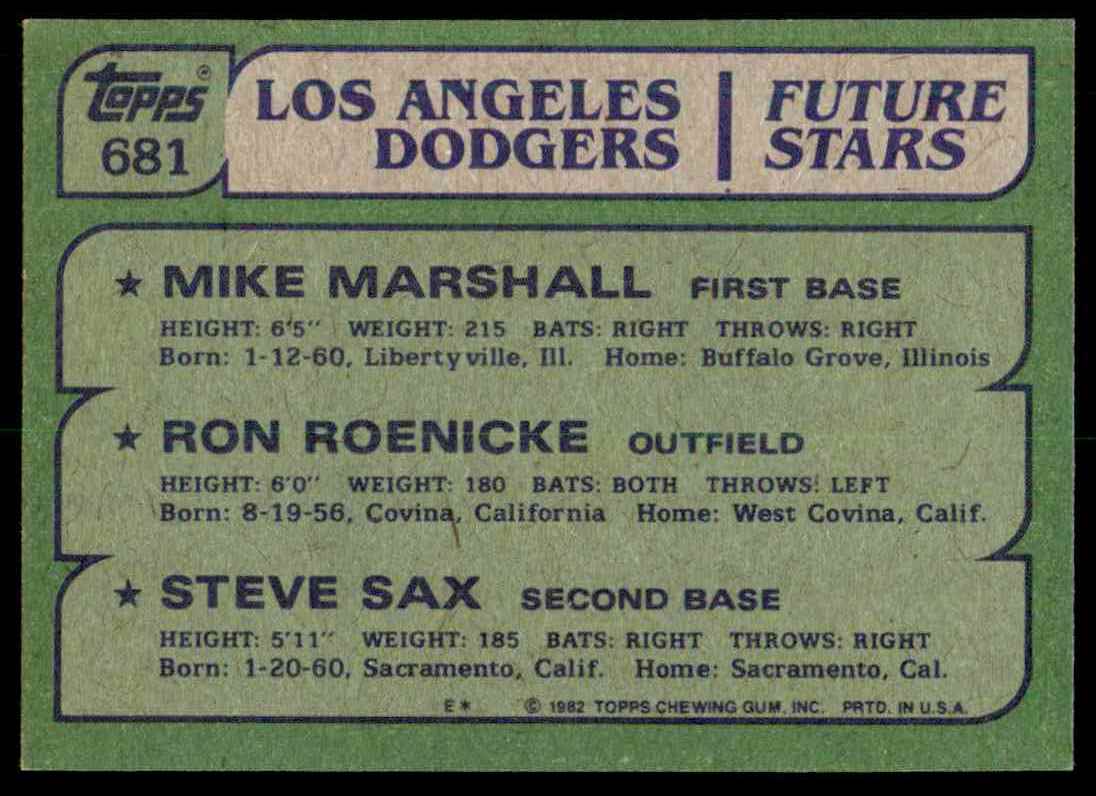 Topps®
681
LOS ANGELES DODGERS
FUTURE STARS
★ MIKE MARSHALL FIRST BASE
HEIGHT: 6'5" WEIGHT: 215 BATS: RIGHT THROWS: RIGHT
Born: 1-12-60, Libertyville, Ill. Home: Buffalo Grove, Illinois
★ RON ROENICKE OUTFIELD
HEIGHT: 6'0" WEIGHT: 180 BATS: BOTH THROWS: LEFT
Born: 8-19-56, Covina, California Home: West Covina, Calif.
★ STEVE SAX SECOND BASE
HEIGHT: 5'11" WEIGHT: 185 BATS: RIGHT THROWS: RIGHT
Born: 1-20-60, Sacramento, Calif. Home: Sacramento, Cal.
E* © 1982 TOPPS CHEWING GUM, INC. PRTD. IN U.S.A.